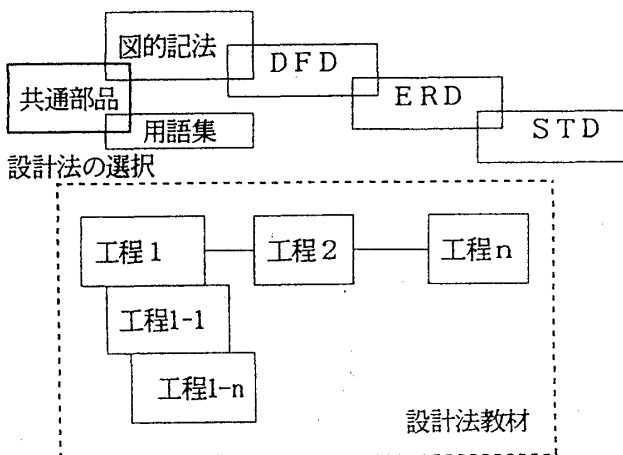 図的記法
DFD
ERD
STD
共通部品
用語集
設計法の選択
工程1
工程2
工程n
工程1-1
工程1-n
設計法教材